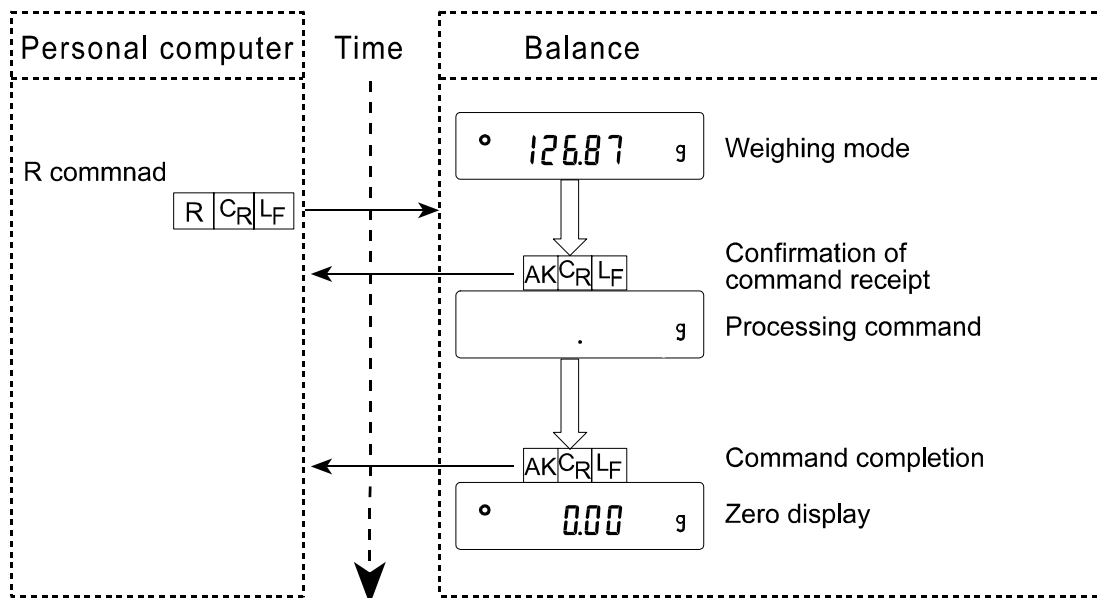 Personal computer
Time
Balance
126.87 g
Weighing mode
R commnad
R CR LF
Confirmation of
command receipt
AK CR LF
. g
Processing command
Command completion
AK CR LF
0.00 g
Zero display